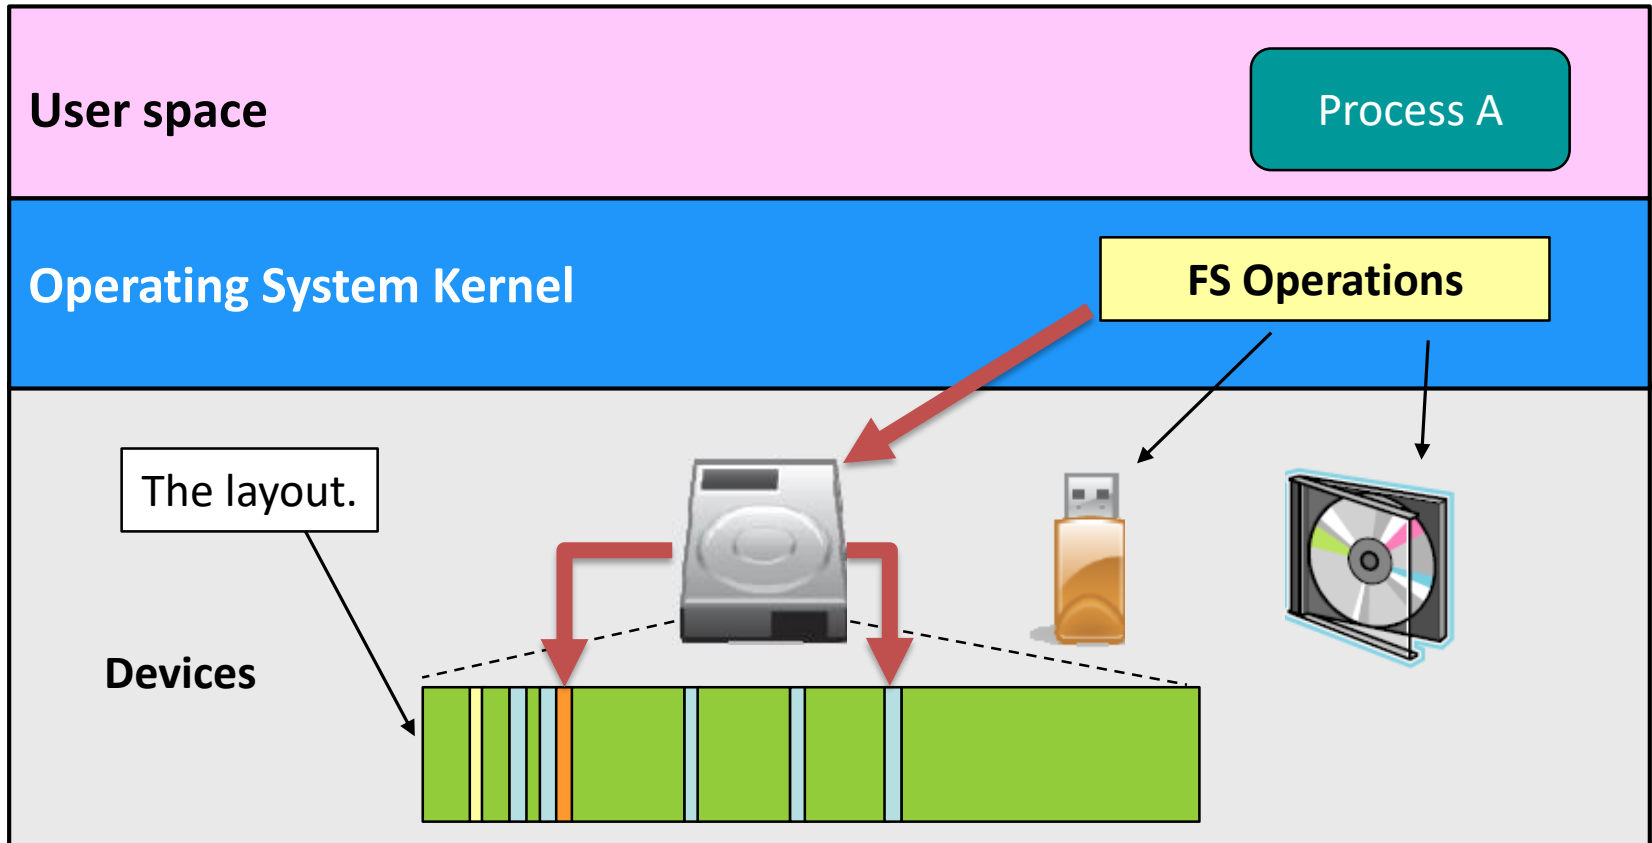 User space
Process A
Operating System Kernel
FS Operations
The layout.
Devices